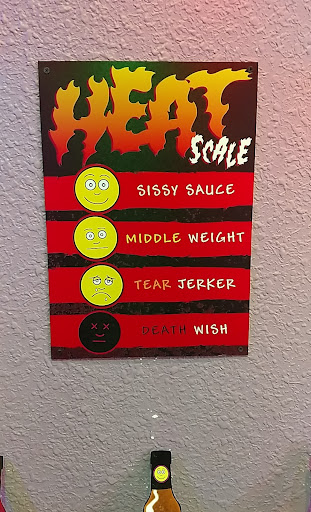 HEAT
SCALE
SISSY SAUCE
MIDDLE WEIGHT
TEAR JERKER
DEATH WISH